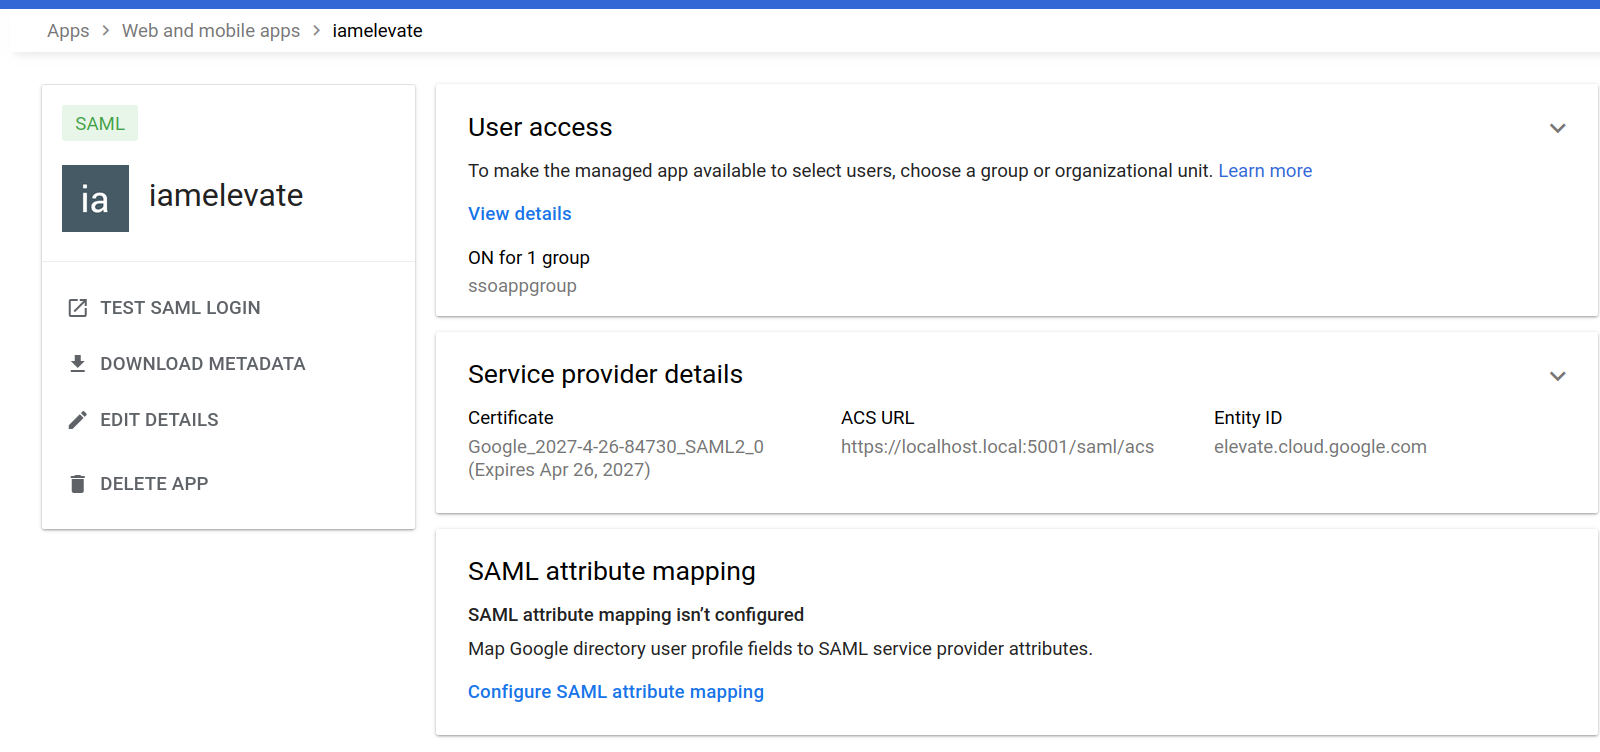 Apps > Web and mobile apps > iamelevate
SAML
ia
iamelevate
TEST SAML LOGIN
DOWNLOAD METADATA
EDIT DETAILS
DELETE APP
User access
To make the managed app available to select users, choose a group or organizational unit. Learn more
View details
ON for 1 group
ssoappgroup
Service provider details
Certificate
Google_2027-4-26-84730_SAML2_0
(Expires Apr 26, 2027)
ACS URL
https://localhost.local:5001/saml/acs
Entity ID
elevate.cloud.google.com
SAML attribute mapping
SAML attribute mapping isn’t configured
Map Google directory user profile fields to SAML service provider attributes.
Configure SAML attribute mapping